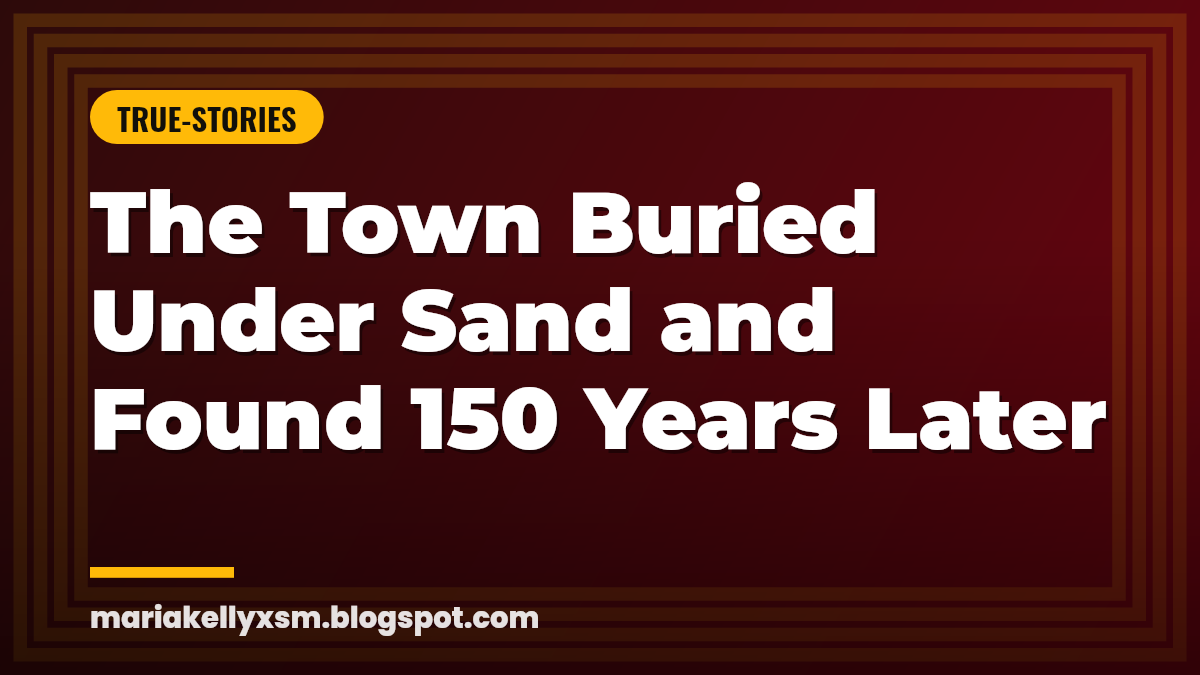 TRUE-STORIES
The Town Buried
Under Sand and
Found 150 Years Later
mariakellyxsm.blogspot.com